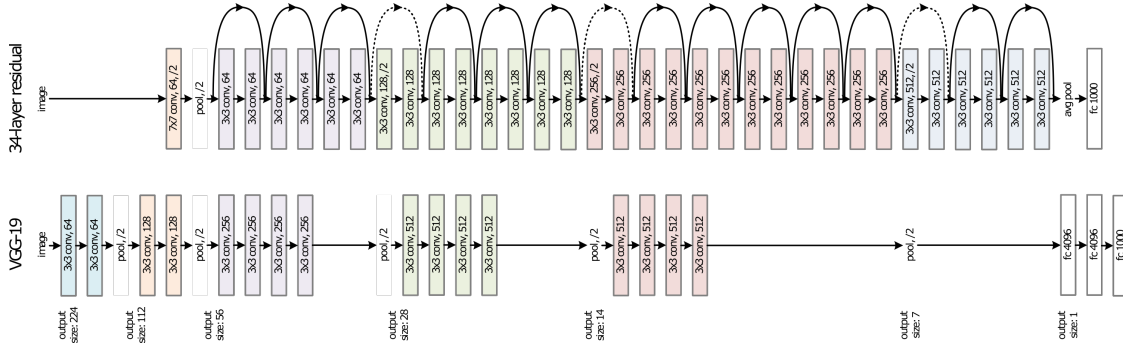 34-layer residual
image
7x7 conv, 64, /2
pool, /2
3x3 conv, 64
3x3 conv, 64
3x3 conv, 64
3x3 conv, 64
3x3 conv, 64
3x3 conv, 64
3x3 conv, 128, /2
3x3 conv, 128
3x3 conv, 128
3x3 conv, 128
3x3 conv, 128
3x3 conv, 128
3x3 conv, 128
3x3 conv, 128
3x3 conv, 256, /2
3x3 conv, 256
3x3 conv, 256
3x3 conv, 256
3x3 conv, 256
3x3 conv, 256
3x3 conv, 256
3x3 conv, 256
3x3 conv, 256
3x3 conv, 256
3x3 conv, 256
3x3 conv, 256
3x3 conv, 512, /2
3x3 conv, 512
3x3 conv, 512
3x3 conv, 512
3x3 conv, 512
3x3 conv, 512
avg pool
fc 1000
VGG-19
image
3x3 conv, 64
3x3 conv, 64
pool, /2
3x3 conv, 128
3x3 conv, 128
pool, /2
3x3 conv, 256
3x3 conv, 256
3x3 conv, 256
3x3 conv, 256
pool, /2
3x3 conv, 512
3x3 conv, 512
3x3 conv, 512
3x3 conv, 512
pool, /2
3x3 conv, 512
3x3 conv, 512
3x3 conv, 512
3x3 conv, 512
pool, /2
fc 4096
fc 4096
fc 1000
output
size: 224
output
size: 112
output
size: 56
output
size: 28
output
size: 14
output
size: 7
output
size: 1